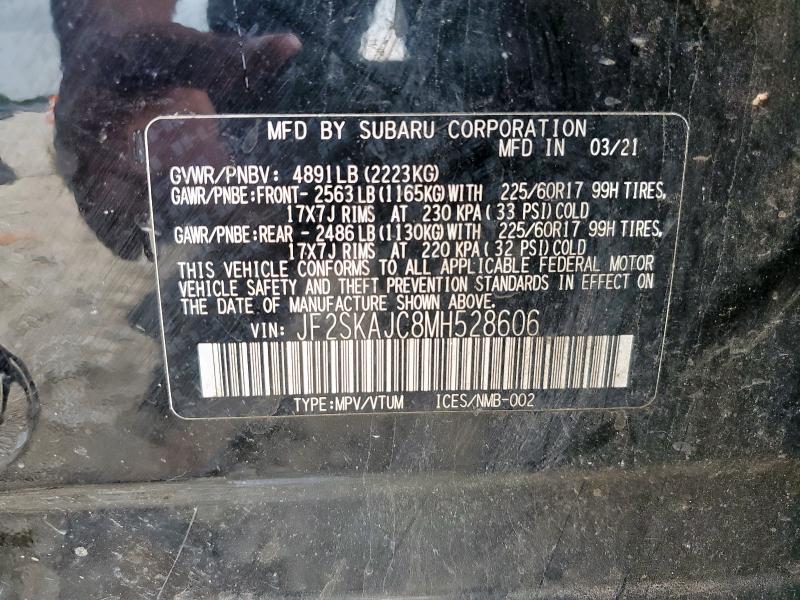 MFD BY SUBARU CORPORATION
MFD IN 03/21
GVWR/PNBV: 4891LB (2223KG)
GAWR/PNBE:FRONT- 2563LB (1165KG) WITH 225/60R17 99H TIRES,
17X7J RIMS AT 230 KPA (33 PSI) COLD
GAWR/PNBE:REAR - 2486LB (1130KG) WITH 225/60R17 99H TIRES,
17X7J RIMS AT 220 KPA (32 PSI) COLD
THIS VEHICLE CONFORMS TO ALL APPLICABLE FEDERAL MOTOR
VEHICLE SAFETY AND THEFT PREVENTION STANDARDS IN EFFECT ON
THE DATE OF MANUFACTURE SHOWN ABOVE.
VIN: JF2SKAJC8MH528606
TYPE:MPV/VTUM ICES/NMB-002